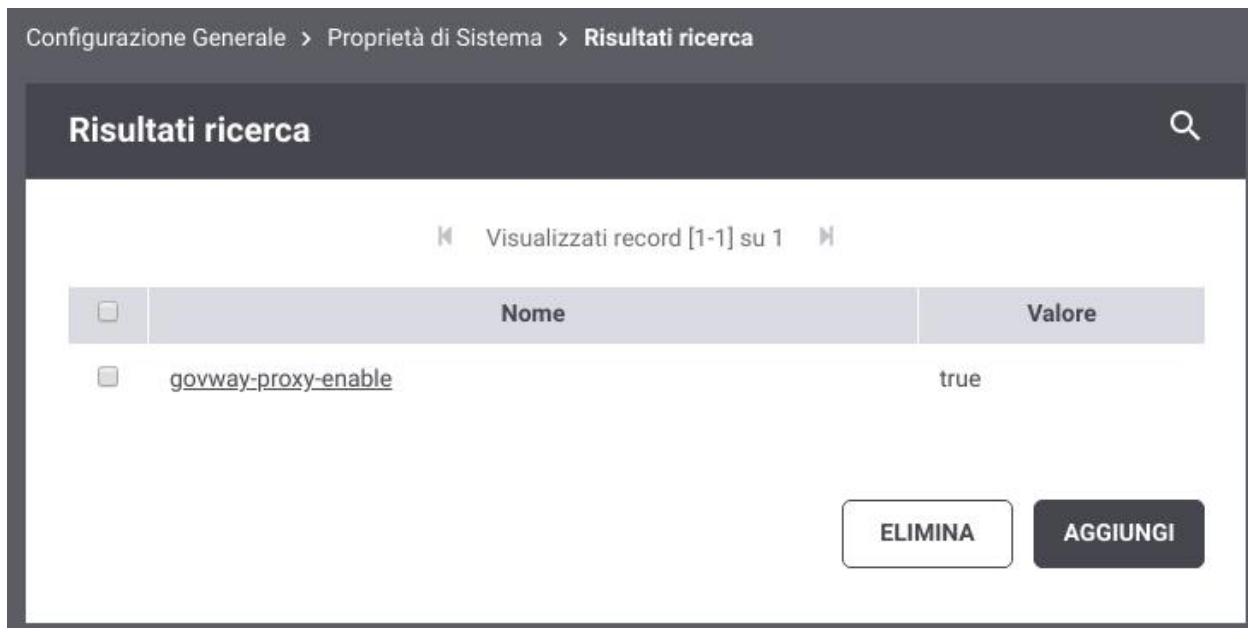 Configurazione Generale > Proprietà di Sistema > Risultati ricerca
Risultati ricerca
Visualizzati record [1-1] su 1
Nome Valore
govway-proxy-enable true
ELIMINA AGGIUNGI